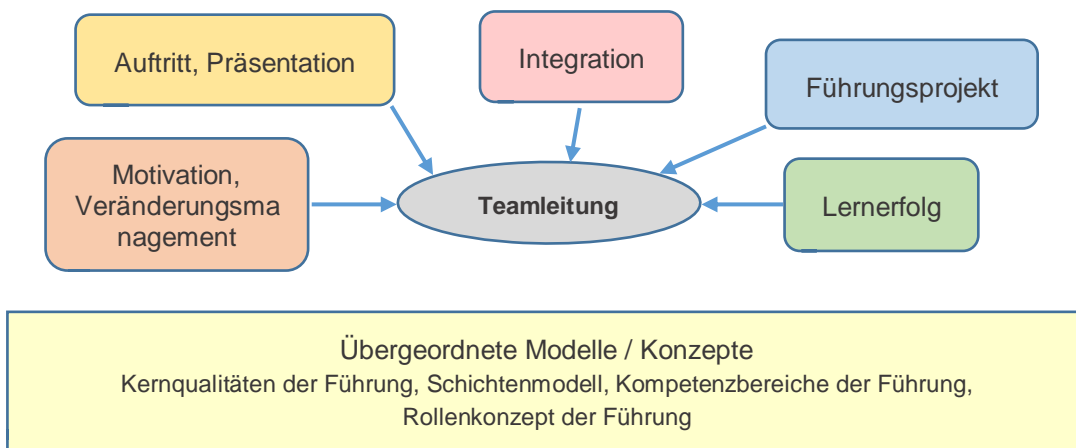 Auftritt, Präsentation
Integration
Führungsprojekt
Motivation,
Veränderungsma
nagement
Teamleitung
Lernerfolg
Übergeordnete Modelle / Konzepte
Kernqualitäten der Führung, Schichtenmodell, Kompetenzbereiche der Führung,
Rollenkonzept der Führung